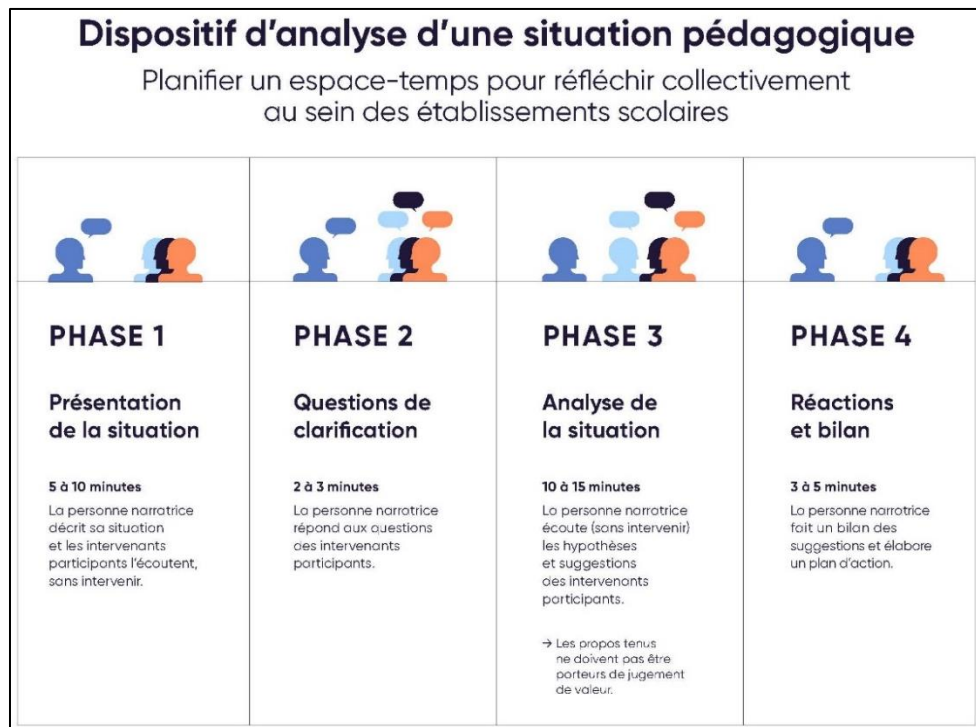 Dispositif d'analyse d'une situation pédagogique
Planifier un espace-temps pour réfléchir collectivement
au sein des établissements scolaires
PHASE 1
Présentation
de la situation
5 à 10 minutes
La personne narratrice
décrit sa situation
et les intervenants
participants l'écoutent,
sans intervenir.
PHASE 2
Questions de
clarification
2 à 3 minutes
La personne narratrice
répond aux questions
des intervenants
participants.
PHASE 3
Analyse de
la situation
10 à 15 minutes
La personne narratrice
écoute (sans intervenir)
les hypothèses
et suggestions
des intervenants
participants.
→ Les propos tenus
ne doivent pas être
porteurs de jugement
de valeur.
PHASE 4
Réactions
et bilan
3 à 5 minutes
La personne narratrice
fait un bilan des
suggestions et élabore
un plan d'action.